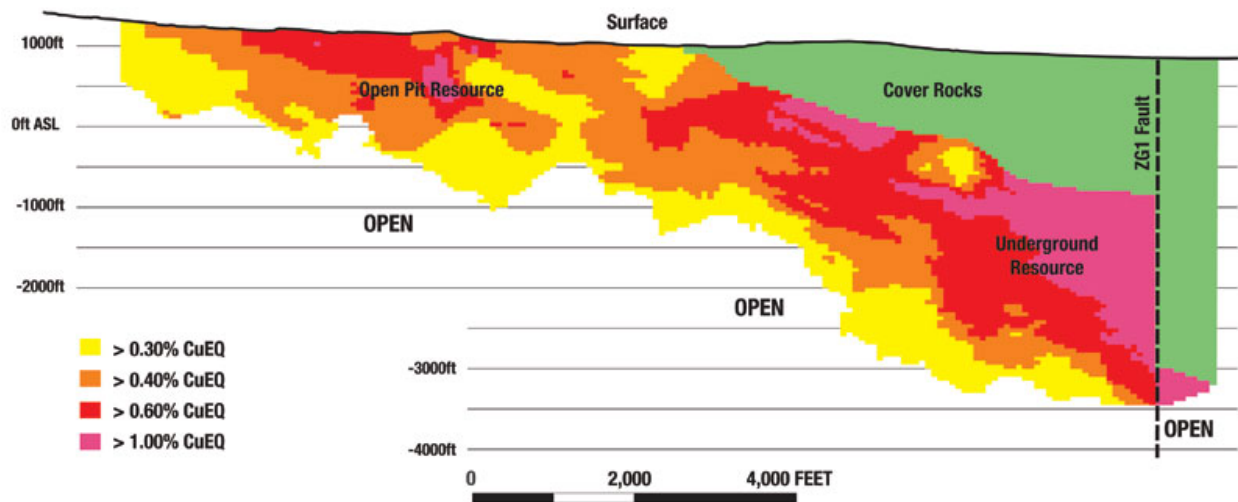 Surface
1000ft
Open Pit Resource
Cover Rocks
ZG1 Fault
0ft ASL
-1000ft
OPEN
Underground
Resource
-2000ft
OPEN
> 0.30% CuEQ
> 0.40% CuEQ
> 0.60% CuEQ
> 1.00% CuEQ
-3000ft
OPEN
-4000ft
0 2,000 4,000 FEET